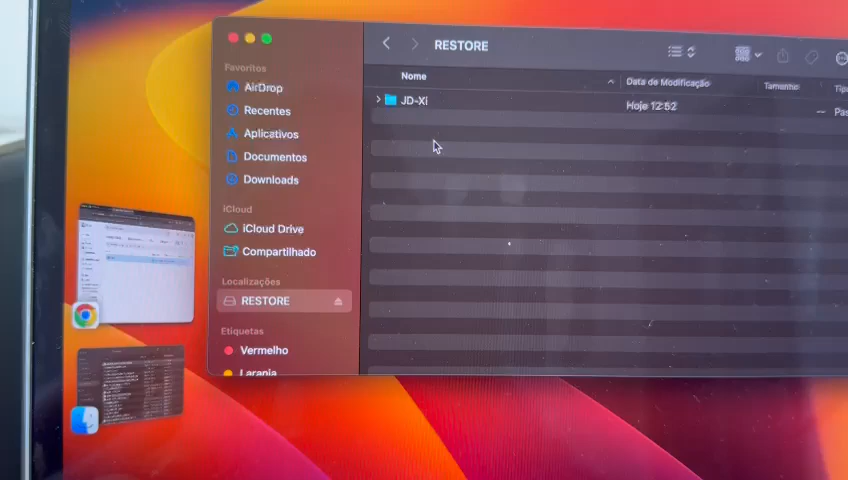 RESTORE
Favoritos
AirDrop
Recentes
Aplicativos
Documentos
Downloads
iCloud
iCloud Drive
Compartilhado
Localizações
RESTORE
Etiquetas
Vermelho
Laranja
Nome
Data de Modificação
Tamanho
JD-Xi
Hoje 12:52
--